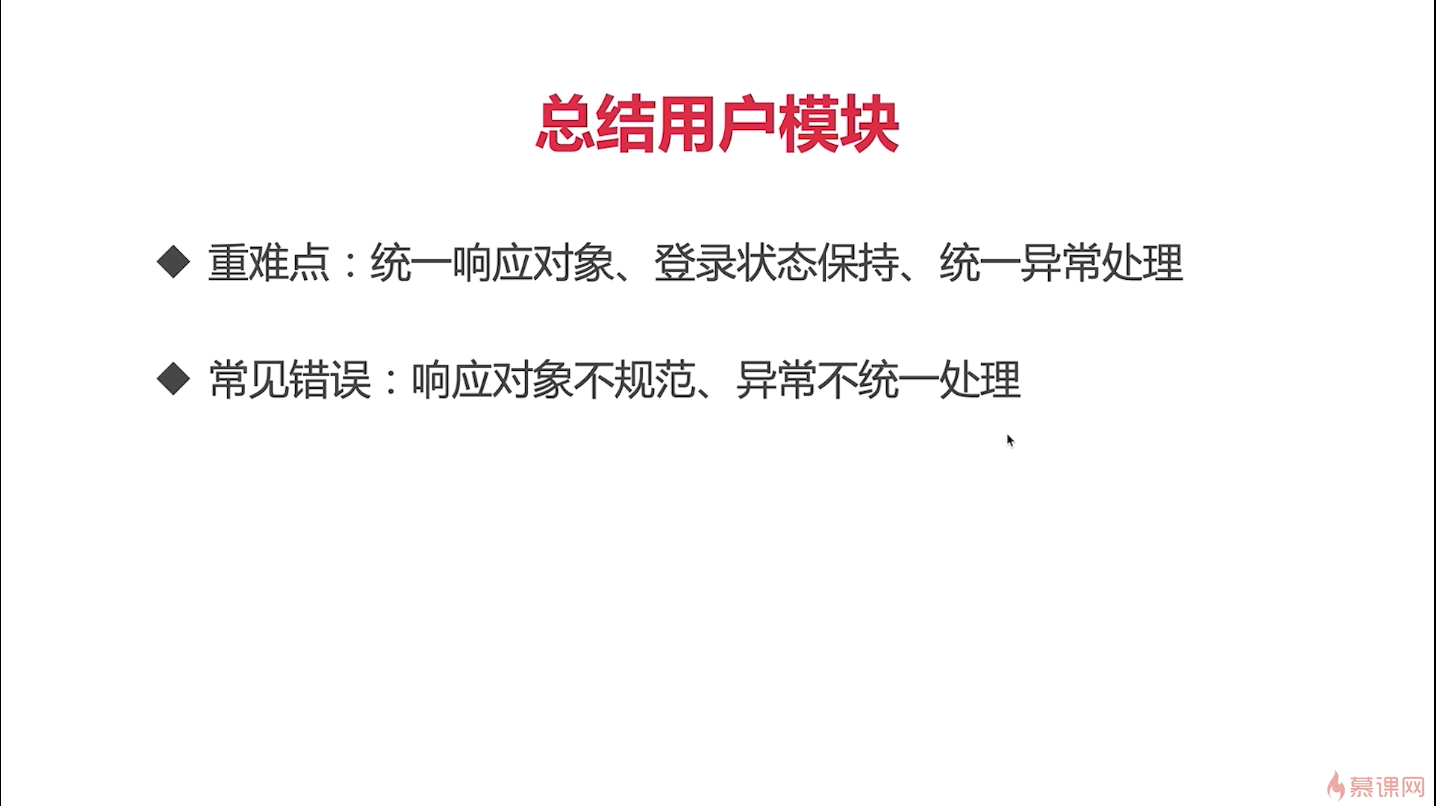 总结用户模块
◆ 重难点：统一响应对象、登录状态保持、统一异常处理
◆ 常见错误：响应对象不规范、异常不统一处理
慕课网